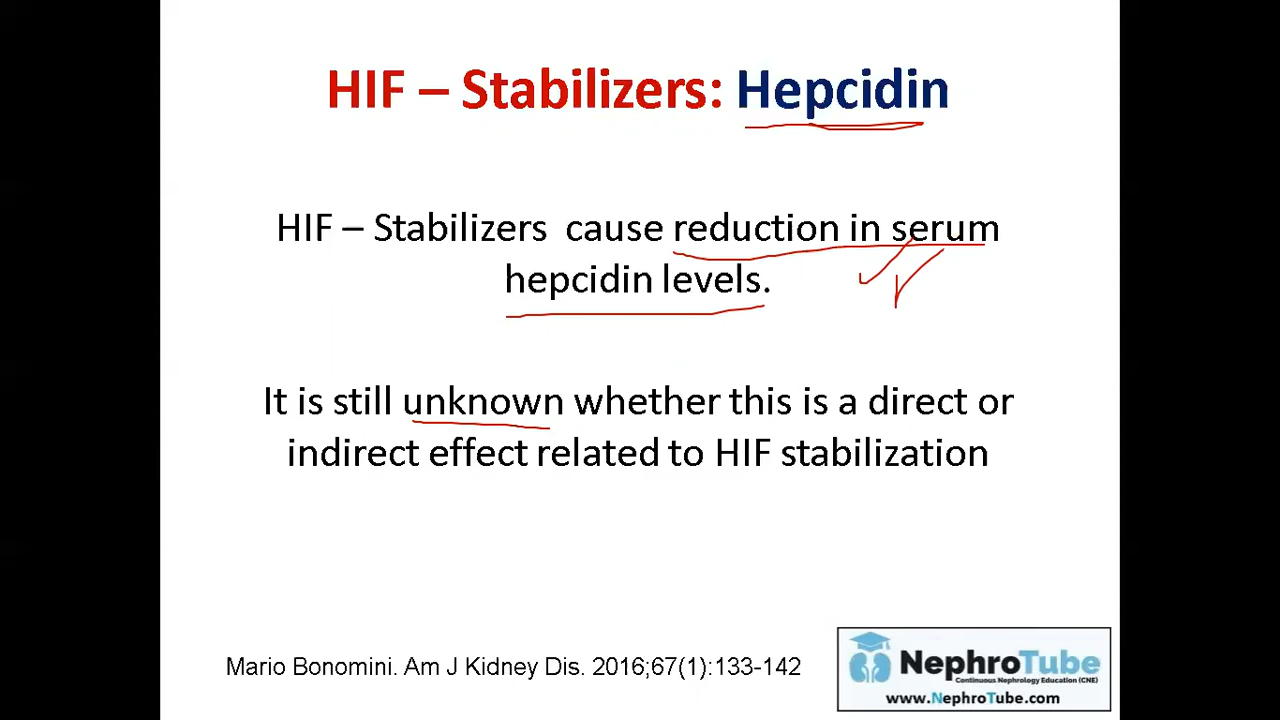 HIF – Stabilizers: Hepcidin
HIF – Stabilizers cause reduction in serum
hepcidin levels.
It is still unknown whether this is a direct or
indirect effect related to HIF stabilization
Mario Bonomini. Am J Kidney Dis. 2016;67(1):133-142
NephroTube
Continuous Nephrology Education (CNE)
www.NephroTube.com